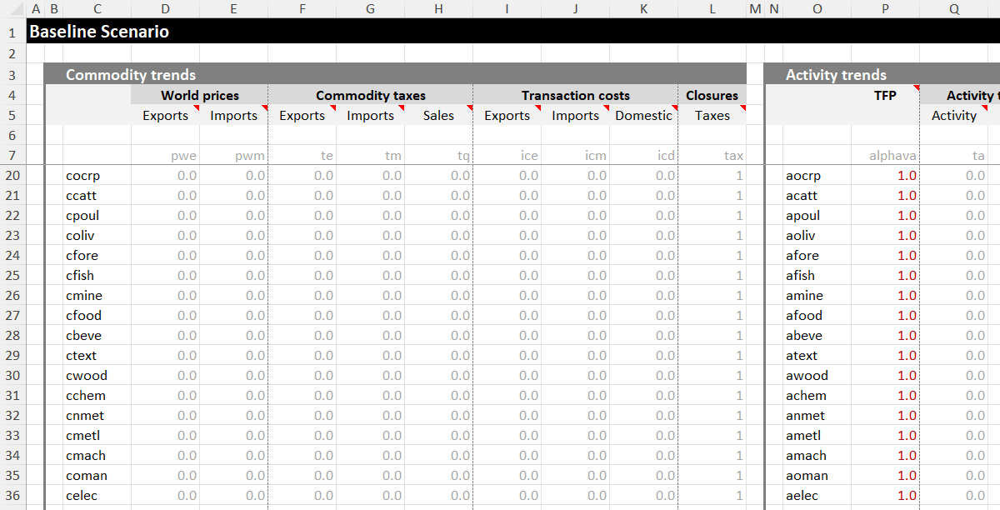 A B C D E F G H I J K L M N O P Q
1 Baseline Scenario
2
3 Commodity trends Activity trends
4 World prices Commodity taxes Transaction costs Closures TFP Activity t
5 Exports Imports Exports Imports Sales Exports Imports Domestic Taxes Activity
6
7 pwe pwm te tm tq ice icm icd tax alphava ta
20 cocrp 0.0 0.0 0.0 0.0 0.0 0.0 0.0 0.0 1 aocrp 1.0 0.0
21 ccatt 0.0 0.0 0.0 0.0 0.0 0.0 0.0 0.0 1 acatt 1.0 0.0
22 cpoul 0.0 0.0 0.0 0.0 0.0 0.0 0.0 0.0 1 apoul 1.0 0.0
23 coliv 0.0 0.0 0.0 0.0 0.0 0.0 0.0 0.0 1 aoliv 1.0 0.0
24 cfore 0.0 0.0 0.0 0.0 0.0 0.0 0.0 0.0 1 afore 1.0 0.0
25 cfish 0.0 0.0 0.0 0.0 0.0 0.0 0.0 0.0 1 afish 1.0 0.0
26 cmine 0.0 0.0 0.0 0.0 0.0 0.0 0.0 0.0 1 amine 1.0 0.0
27 cfood 0.0 0.0 0.0 0.0 0.0 0.0 0.0 0.0 1 afood 1.0 0.0
28 cbeve 0.0 0.0 0.0 0.0 0.0 0.0 0.0 0.0 1 abeve 1.0 0.0
29 ctext 0.0 0.0 0.0 0.0 0.0 0.0 0.0 0.0 1 atext 1.0 0.0
30 cwood 0.0 0.0 0.0 0.0 0.0 0.0 0.0 0.0 1 awood 1.0 0.0
31 cchem 0.0 0.0 0.0 0.0 0.0 0.0 0.0 0.0 1 achem 1.0 0.0
32 cnmet 0.0 0.0 0.0 0.0 0.0 0.0 0.0 0.0 1 anmet 1.0 0.0
33 cmetl 0.0 0.0 0.0 0.0 0.0 0.0 0.0 0.0 1 ametl 1.0 0.0
34 cmach 0.0 0.0 0.0 0.0 0.0 0.0 0.0 0.0 1 amach 1.0 0.0
35 coman 0.0 0.0 0.0 0.0 0.0 0.0 0.0 0.0 1 aoman 1.0 0.0
36 celec 0.0 0.0 0.0 0.0 0.0 0.0 0.0 0.0 1 aelec 1.0 0.0